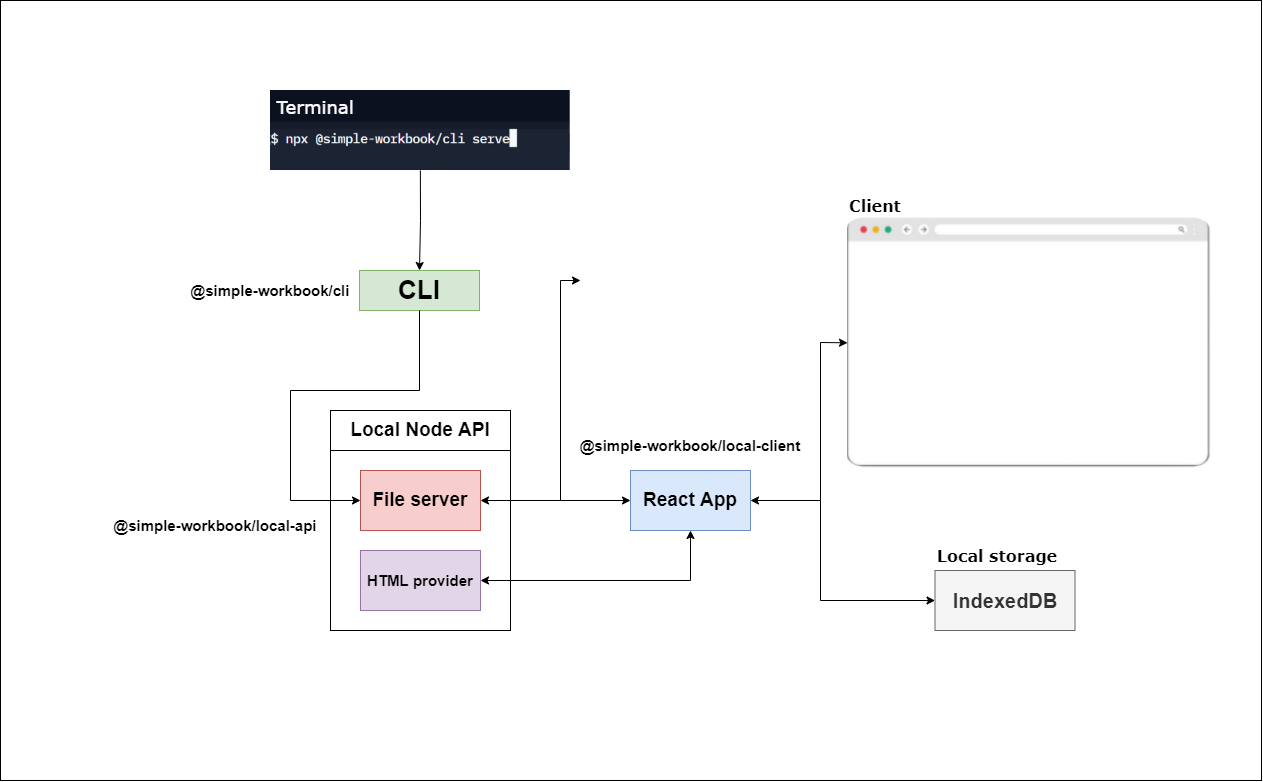 Terminal
$ npx @simple-workbook/cli serve
Client
@simple-workbook/cli
CLI
Local Node API
@simple-workbook/local-client
File server
React App
@simple-workbook/local-api
HTML provider
Local storage
IndexedDB